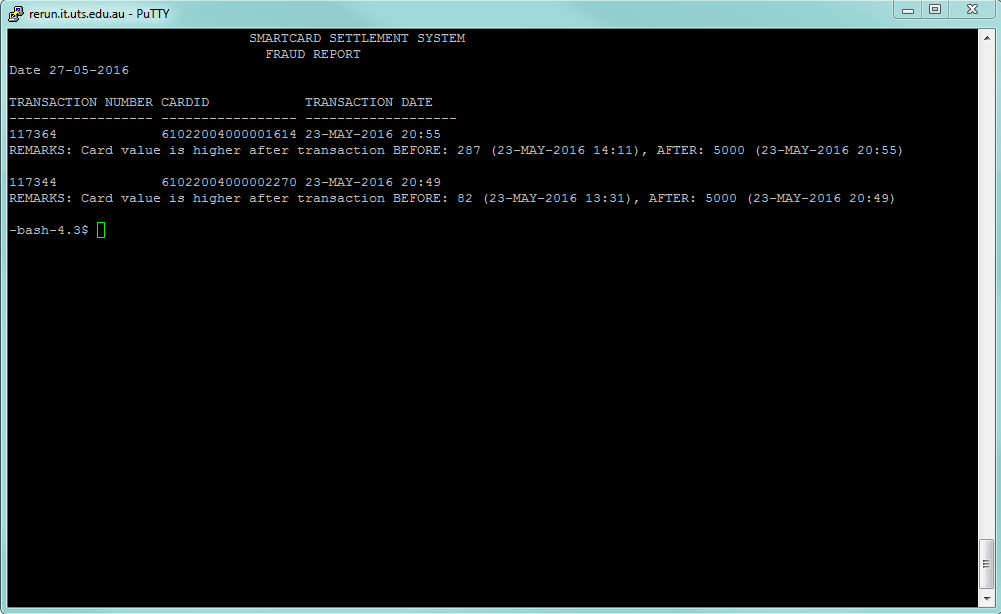 rerun.it.uts.edu.au - PuTTY
SMARTCARD SETTLEMENT SYSTEM
FRAUD REPORT
Date 27-05-2016
TRANSACTION NUMBER CARDID TRANSACTION DATE
------------------ ----------------- -------------------
117364 61022004000001614 23-MAY-2016 20:55
REMARKS: Card value is higher after transaction BEFORE: 287 (23-MAY-2016 14:11), AFTER: 5000 (23-MAY-2016 20:55)
117344 61022004000002270 23-MAY-2016 20:49
REMARKS: Card value is higher after transaction BEFORE: 82 (23-MAY-2016 13:31), AFTER: 5000 (23-MAY-2016 20:49)
-bash-4.3$